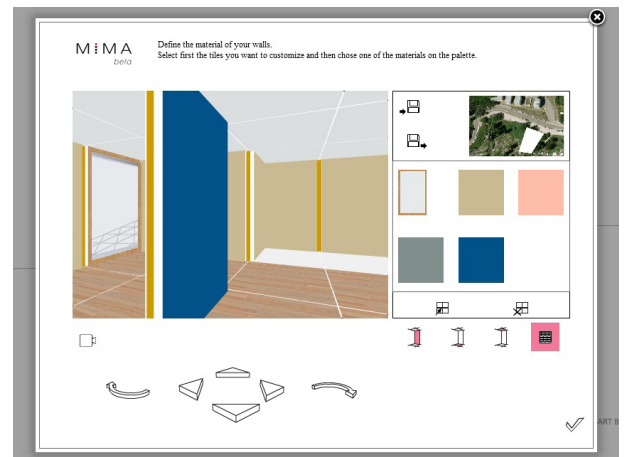 MIMA
beta
Define the material of your walls.
Select first the tiles you want to customize and then chose one of the materials on the palette.
ART B